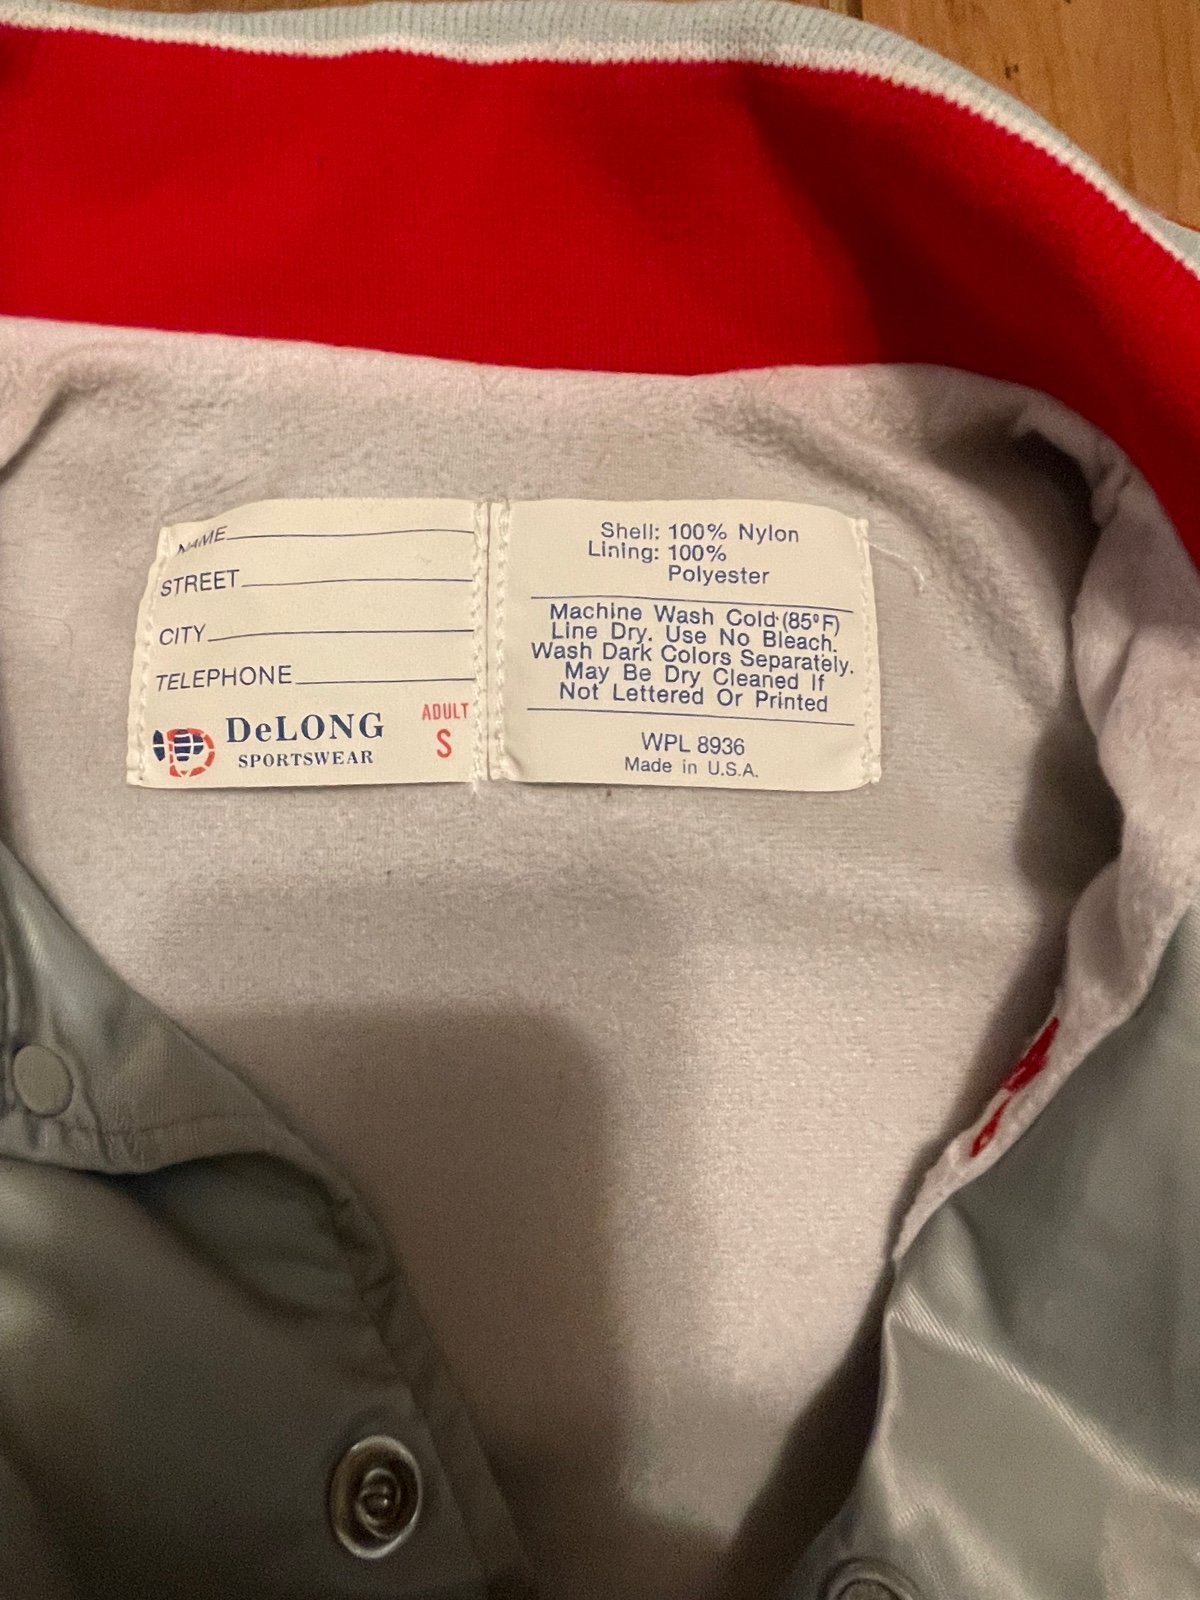 NAME
STREET
CITY
TELEPHONE
DeLONG
SPORTSWEAR
ADULT
S
Shell: 100% Nylon
Lining: 100%
Polyester
Machine Wash Cold (85°F)
Line Dry. Use No Bleach.
Wash Dark Colors Separately.
May Be Dry Cleaned If
Not Lettered Or Printed
WPL 8936
Made in U.S.A.